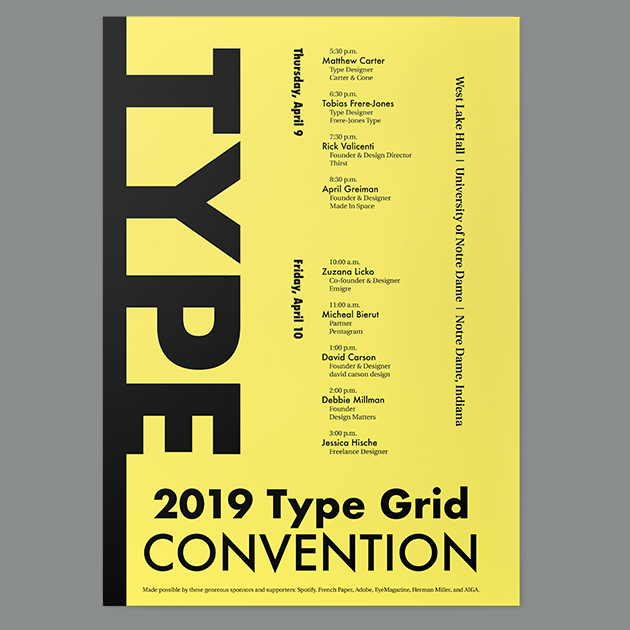 TYPE
Thursday, April 9
5:30 p.m.
Matthew Carter
Type Designer
Carter & Cone
6:30 p.m.
Tobias Frere-Jones
Type Designer
Frere-Jones Type
7:30 p.m.
Rick Valicenti
Founder & Design Director
Thirst
8:30 p.m.
April Greiman
Founder & Designer
Made In Space
Friday, April 10
10:00 a.m.
Zuzana Licko
Co-founder & Designer
Emigre
11:00 a.m.
Micheal Bierut
Partner
Pentagram
1:00 p.m.
David Carson
Founder & Designer
david carson design
2:00 p.m.
Debbie Millman
Founder
Design Matters
3:00 p.m.
Jessica Hische
Freelance Designer
West Lake Hall | University of Notre Dame | Notre Dame, Indiana
2019 Type Grid
CONVENTION
Made possible by these generous sponsors and supporters: Spotify, French Paper, Adobe, EyeMagazine, Herman Miller, and AIGA.